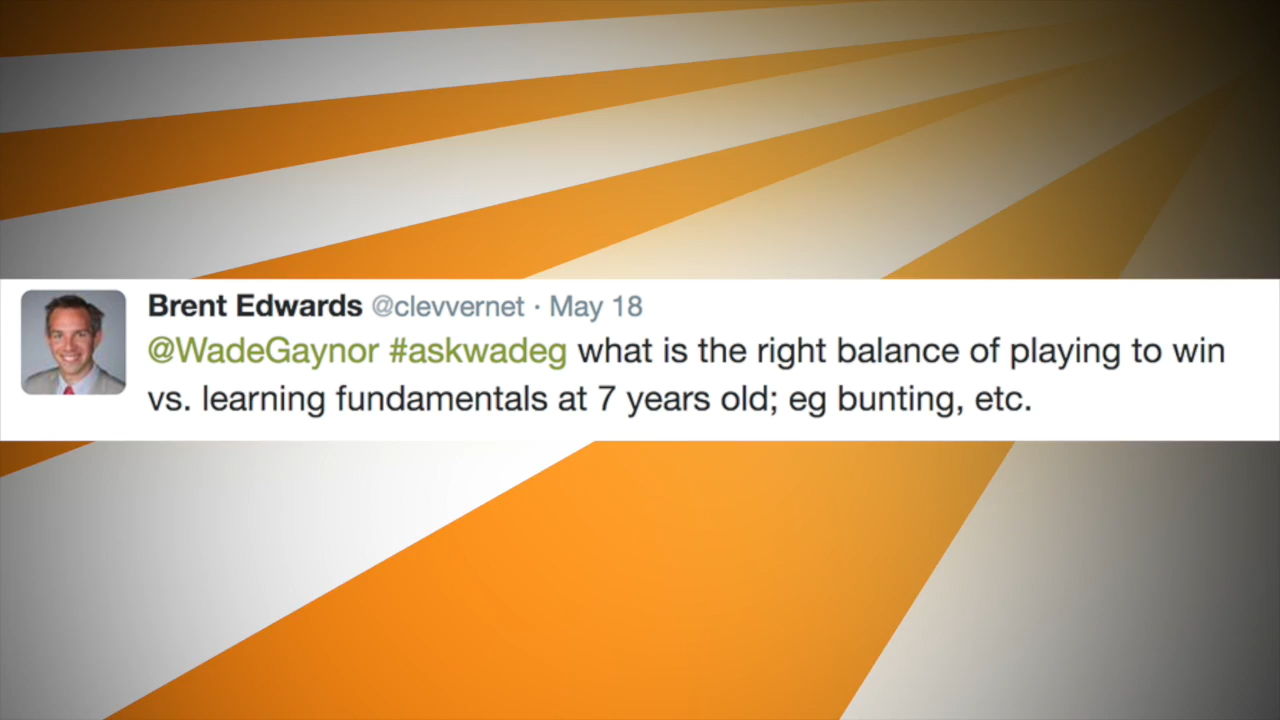 Brent Edwards @clevvernet · May 18
@WadeGaynor #askwadeg what is the right balance of playing to win
vs. learning fundamentals at 7 years old; eg bunting, etc.